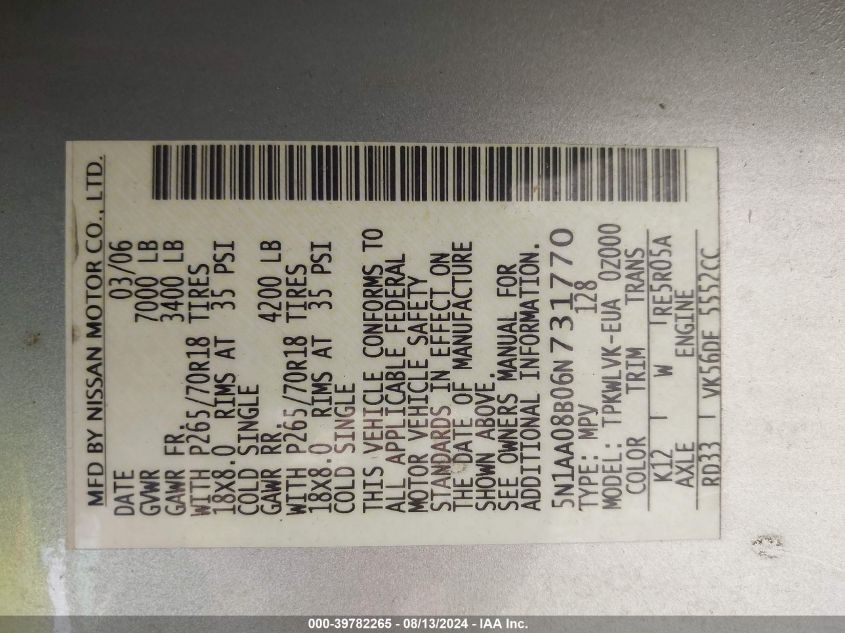 MFD BY NISSAN MOTOR CO., LTD.
DATE 03/06
GVWR 7000 LB
GAWR FR. 3400 LB
WITH P265/70R18 TIRES
18X8.0 RIMS AT 35 PSI
COLD SINGLE
GAWR RR. 4200 LB
WITH P265/70R18 TIRES
18X8.0 RIMS AT 35 PSI
COLD SINGLE
THIS VEHICLE CONFORMS TO
ALL APPLICABLE FEDERAL
MOTOR VEHICLE SAFETY
STANDARDS IN EFFECT ON
THE DATE OF MANUFACTURE
SHOWN ABOVE.
SEE OWNERS MANUAL FOR
ADDITIONAL INFORMATION.
5N1AA08B06N731770
TYPE: MPV 128
MODEL: TPKWLVK-EUA 0Z000
COLOR TRIM TRANS
K12 W RE5R05A
AXLE ENGINE
RD33 VK56DE 5552CC
000-39782265 - 08/13/2024 - IAA Inc.